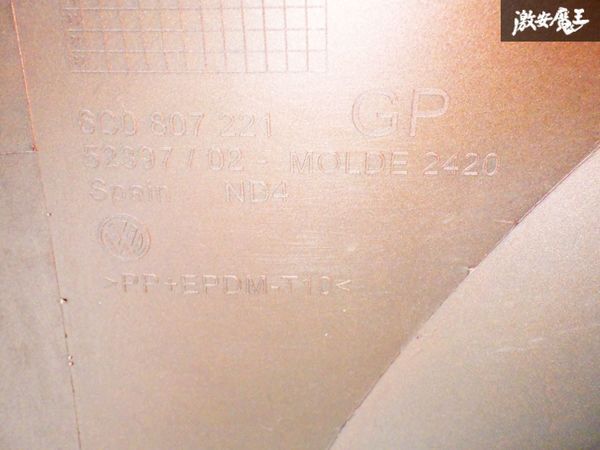 激安魔王
GP
6C0 807 221
52397 / 02 - MOLDE 2420
Spain ND4
>PP+EPDM-T10<